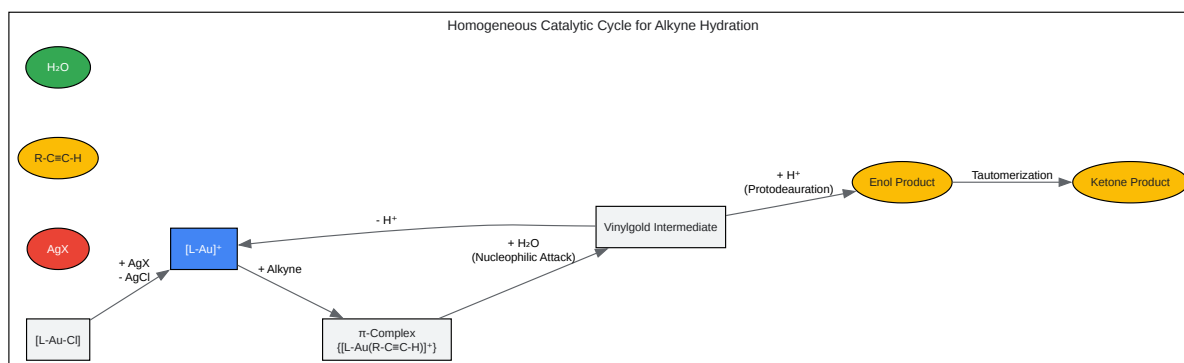 Homogeneous Catalytic Cycle for Alkyne Hydration
H₂O
R-C≡C-H
AgX
[L-Au-Cl]
+ AgX
- AgCl
[L-Au]⁺
+ Alkyne
π-Complex
{[L-Au(R-C≡C-H)]⁺}
- H⁺
+ H₂O
(Nucleophilic Attack)
Vinylgold Intermediate
+ H⁺
(Protodeauration)
Enol Product
Tautomerization
Ketone Product